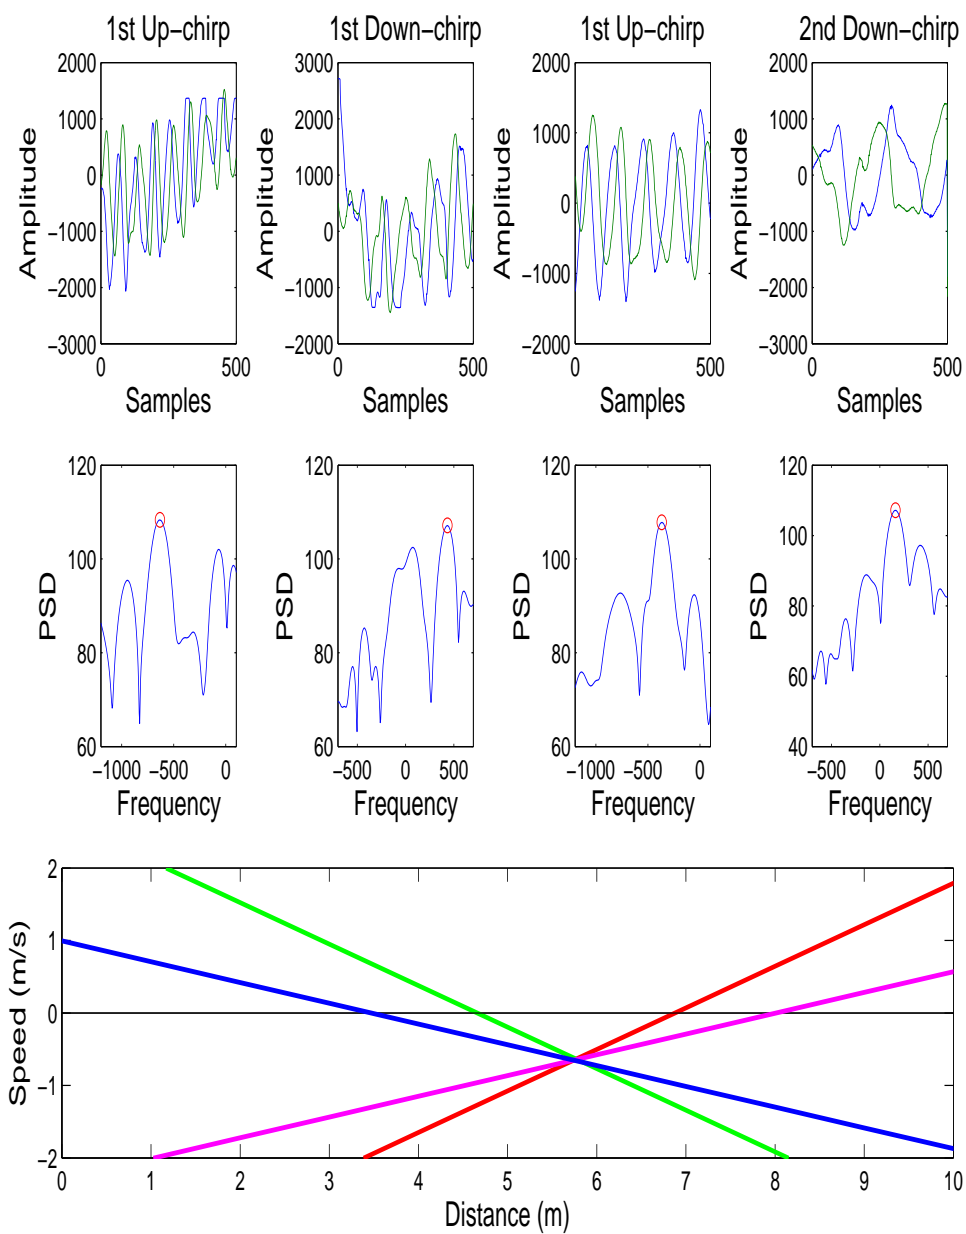 1st Up-chirp 1st Down-chirp 1st Up-chirp 2nd Down-chirp
2000 3000 2000 2000
1000 2000 1500 1000
0 1000 1000 0
-1000 0 500 -1000
-2000 -1000 0 -2000
-3000 -2000 -500 -3000
-1000
-1500
-2000
Amplitude Amplitude Amplitude Amplitude
0 500 0 500 0 500 0 500
Samples Samples Samples Samples
120 120 120 120
100 100 100 100
80 80 80 80
60 60 60 60
40
PSD PSD PSD PSD
-1000 -500 0 -500 0 500 -1000 -500 0 -500 0 500
Frequency Frequency Frequency Frequency
2
1
0
-1
-2
Speed (m/s)
0 1 2 3 4 5 6 7 8 9 10
Distance (m)